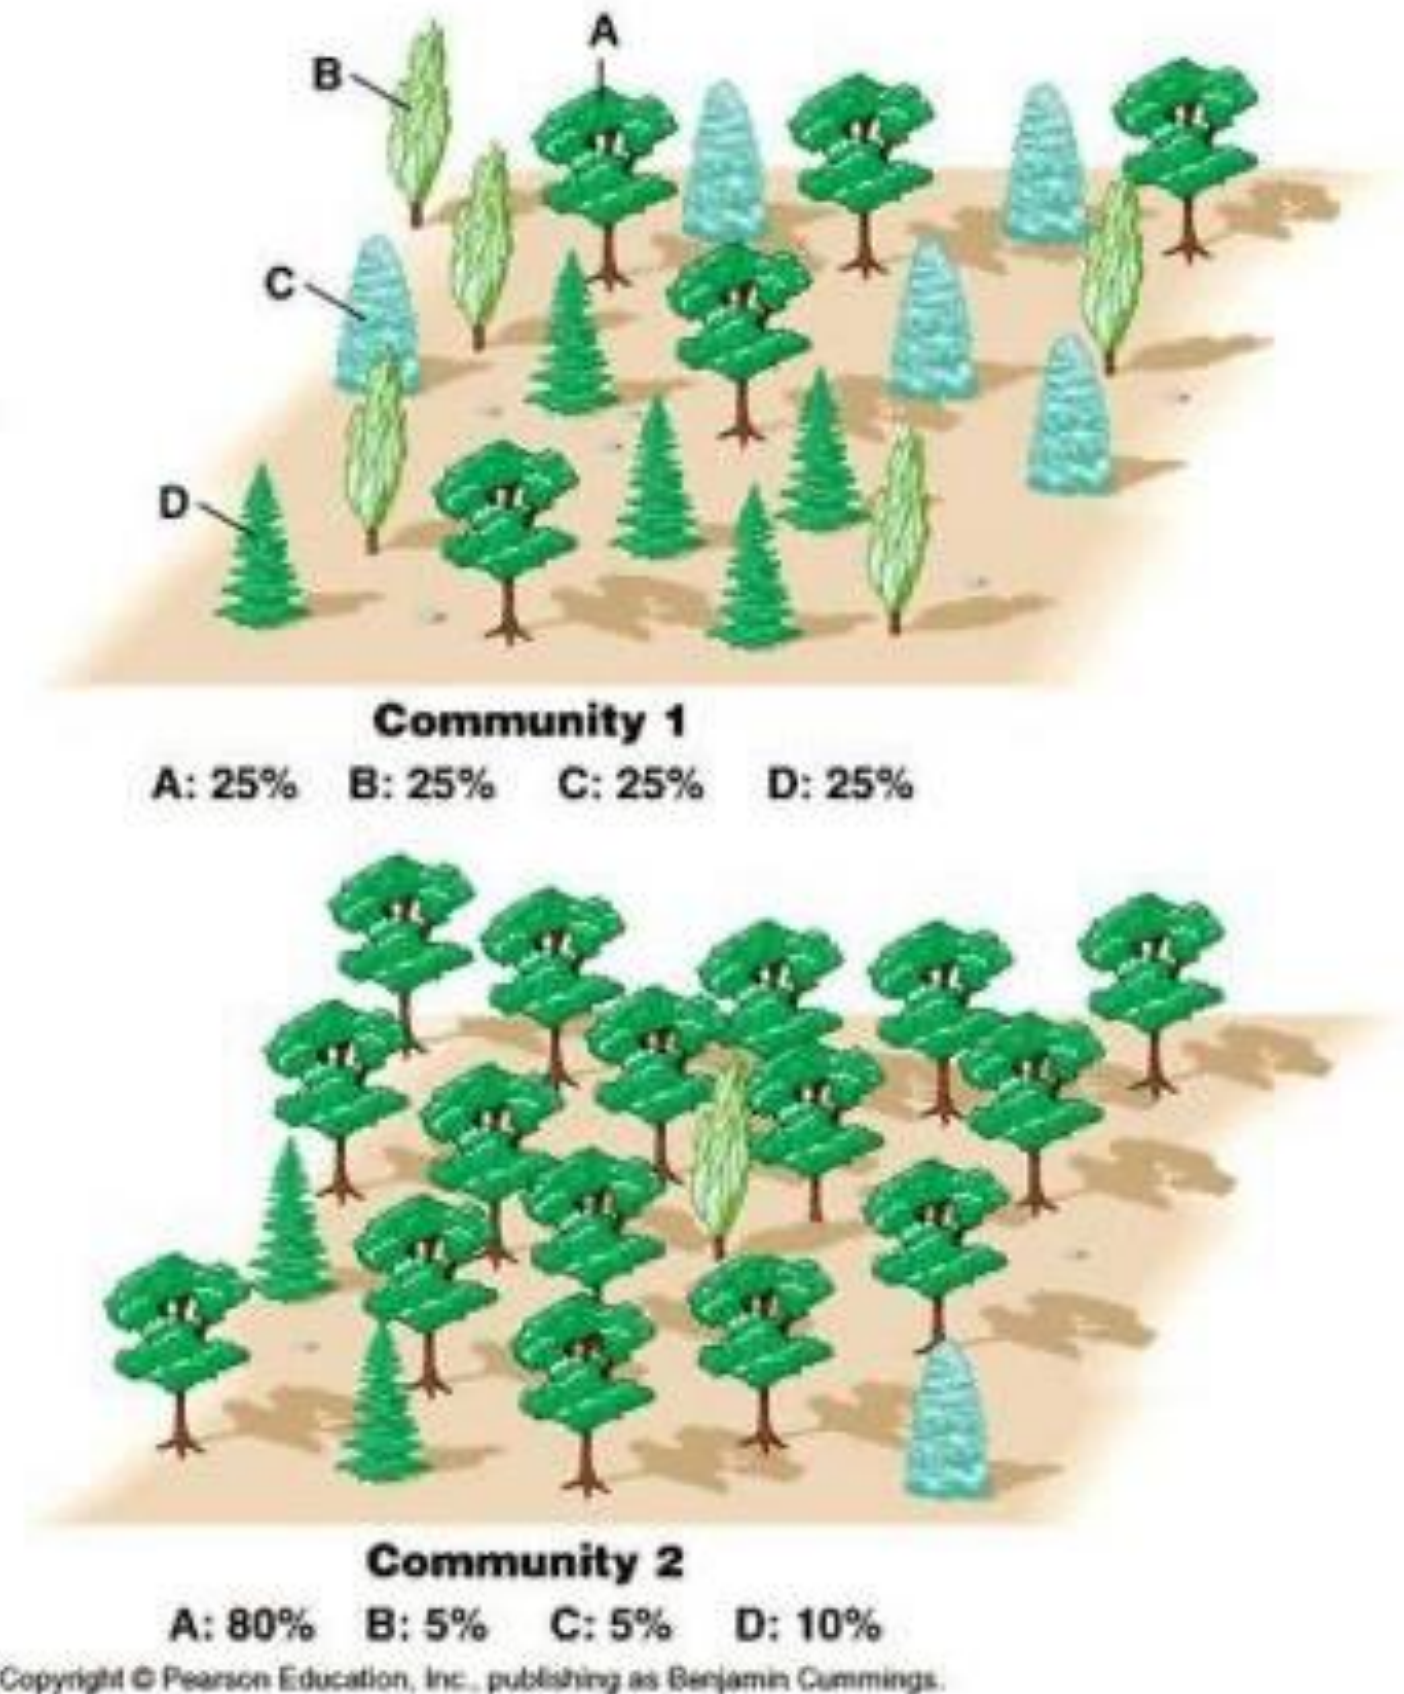 A
B
C
D
Community 1
A: 25% B: 25% C: 25% D: 25%
Community 2
A: 80% B: 5% C: 5% D: 10%
Copyright © Pearson Education, Inc., publishing as Benjamin Cummings.